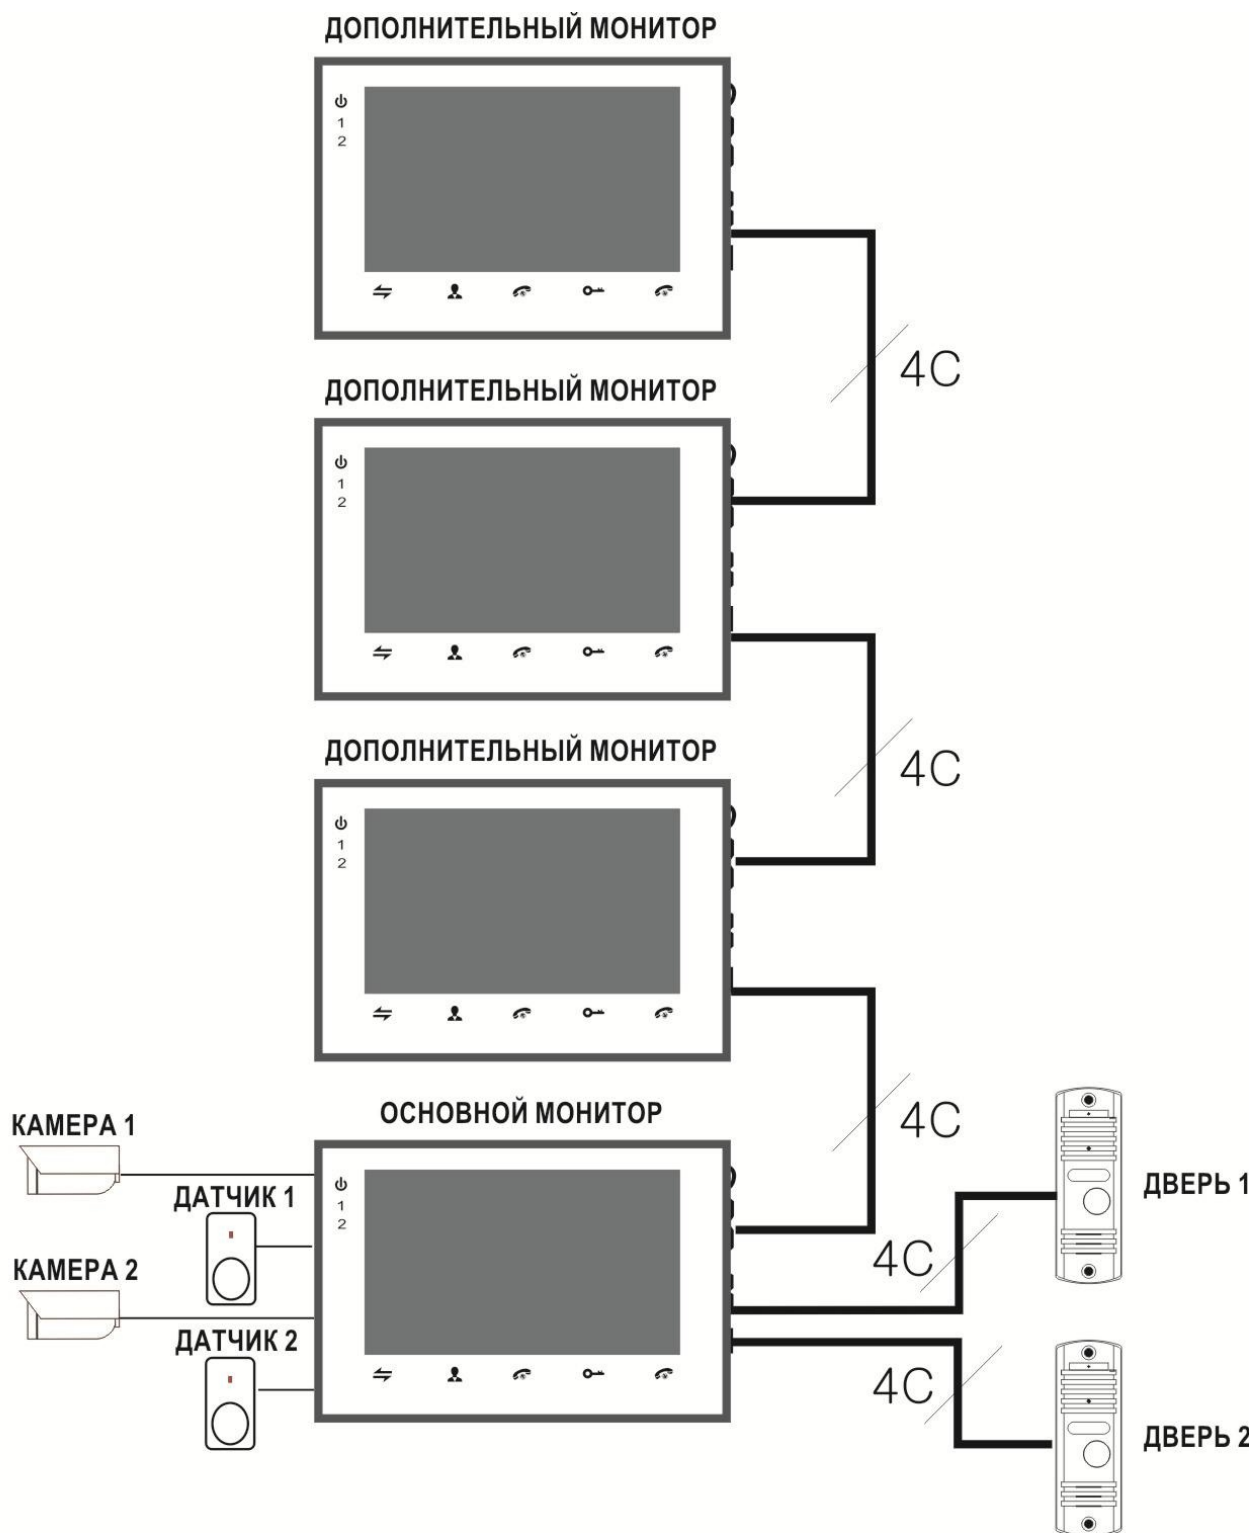 ДОПОЛНИТЕЛЬНЫЙ МОНИТОР
1
2
4C
ДОПОЛНИТЕЛЬНЫЙ МОНИТОР
1
2
4C
ДОПОЛНИТЕЛЬНЫЙ МОНИТОР
1
2
4C
ОСНОВНОЙ МОНИТОР
КАМЕРА 1
ДАТЧИК 1
1
2
КАМЕРА 2
ДАТЧИК 2
4C
ДВЕРЬ 1
4C
ДВЕРЬ 2